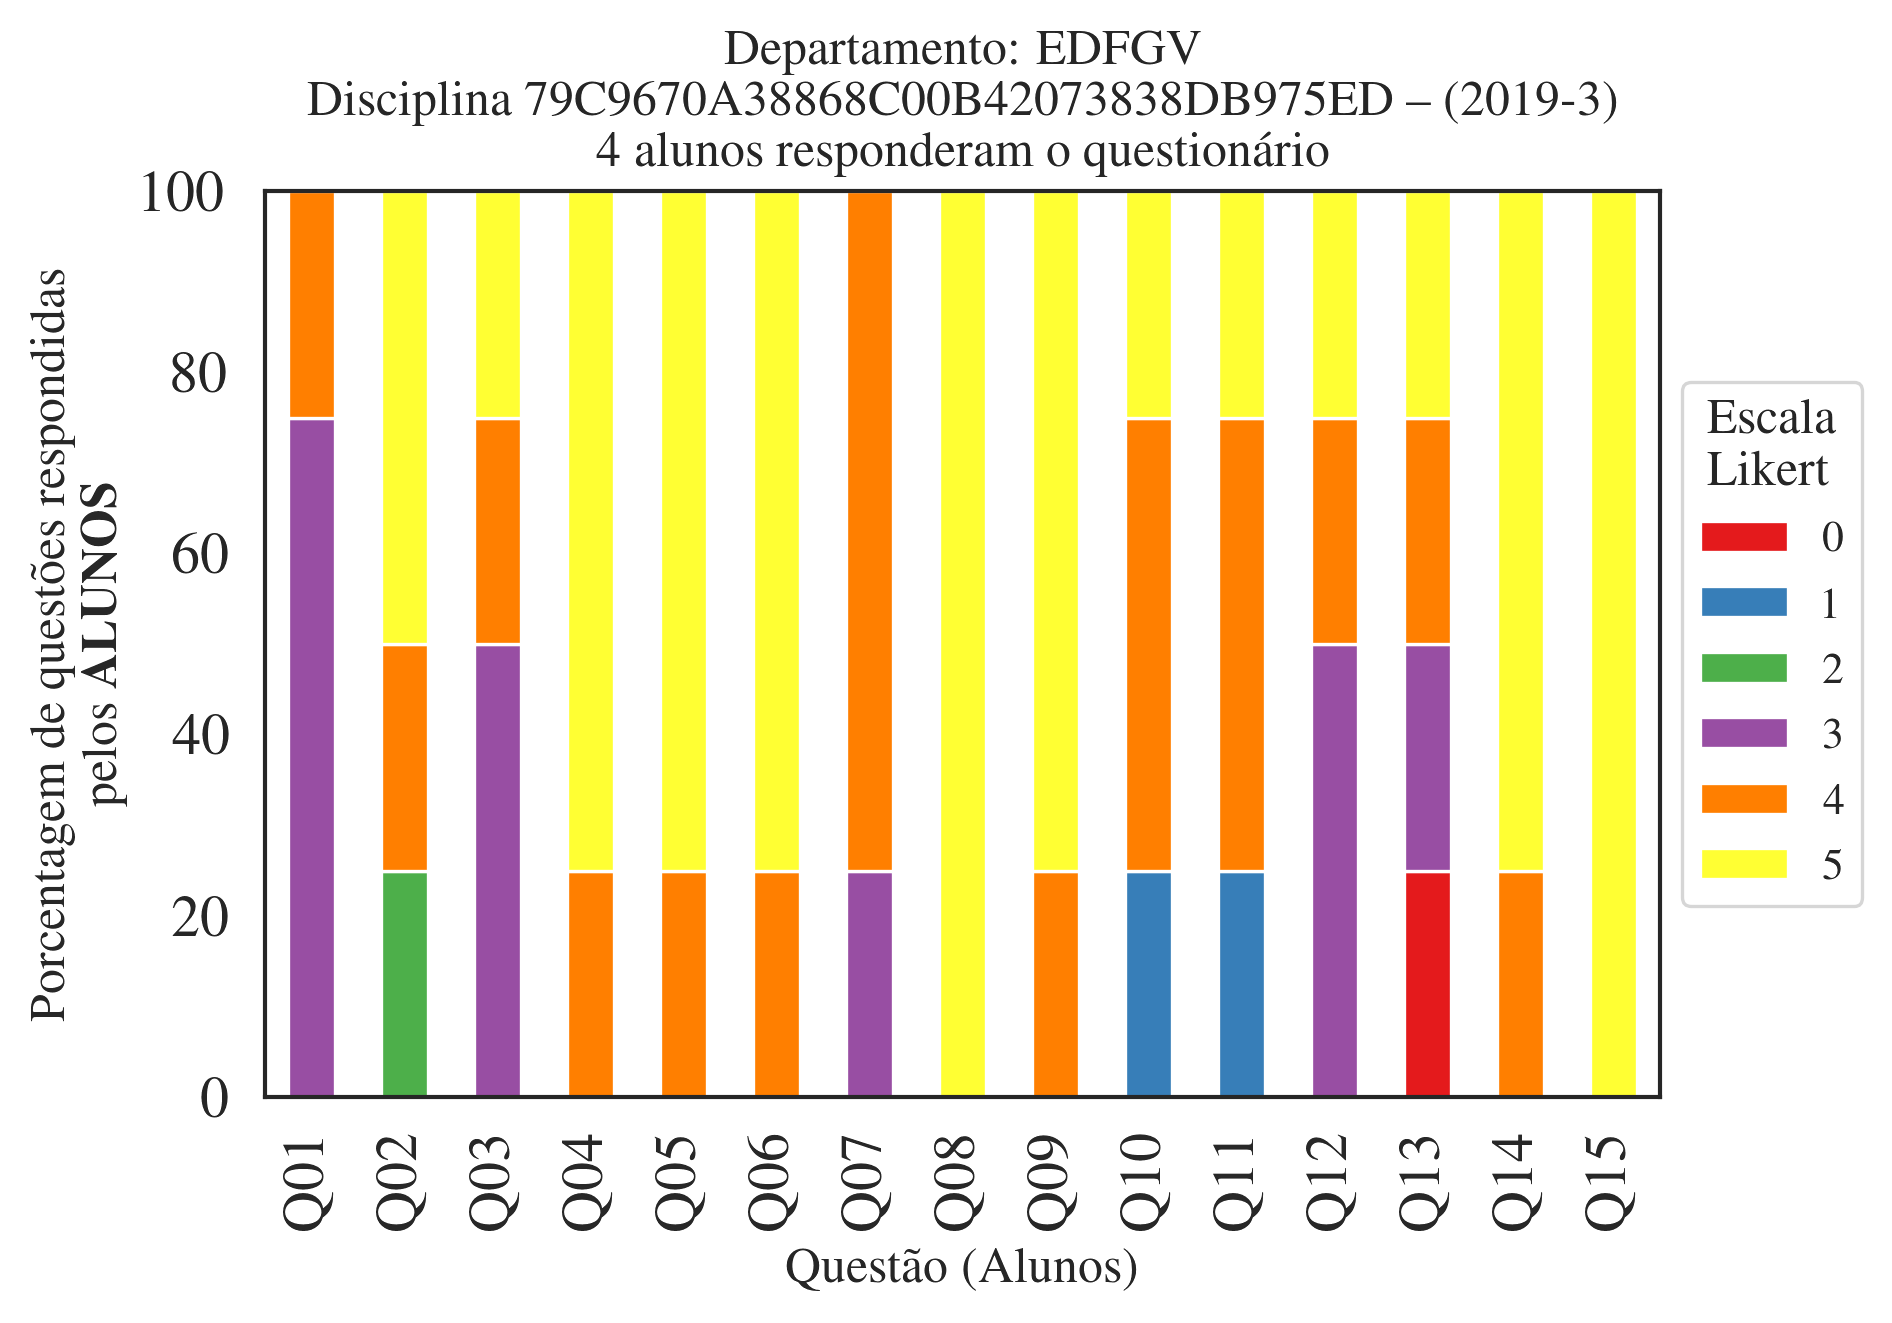 Departamento: EDFGV
Disciplina 79C9670A38868C00B42073838DB975ED – (2019-3)
4 alunos responderam o questionário
Porcentagem de questões respondidas
pelos ALUNOS
100
80
60
40
20
0
Q01
Q02
Q03
Q04
Q05
Q06
Q07
Q08
Q09
Q10
Q11
Q12
Q13
Q14
Q15
Questão (Alunos)
Escala
Likert
0
1
2
3
4
5